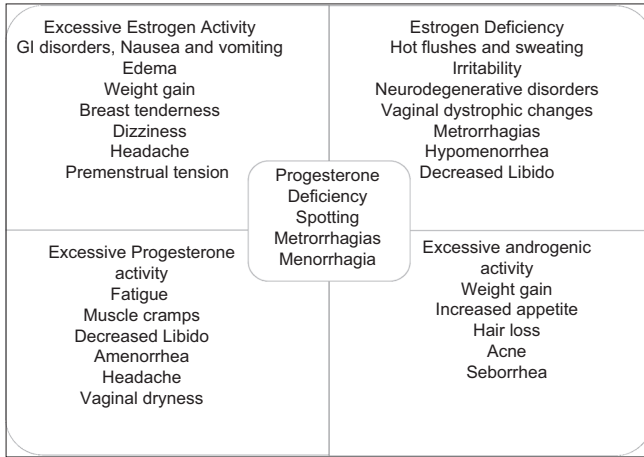 Excessive Estrogen Activity
GI disorders, Nausea and vomiting
Edema
Weight gain
Breast tenderness
Dizziness
Headache
Premenstrual tension
Estrogen Deficiency
Hot flushes and sweating
Irritability
Neurodegenerative disorders
Vaginal dystrophic changes
Metrorrhagias
Hypomenorrhea
Decreased Libido
Progesterone
Deficiency
Spotting
Metrorrhagias
Menorrhagia
Excessive Progesterone
activity
Fatigue
Muscle cramps
Decreased Libido
Amenorrhea
Headache
Vaginal dryness
Excessive androgenic
activity
Weight gain
Increased appetite
Hair loss
Acne
Seborrhea